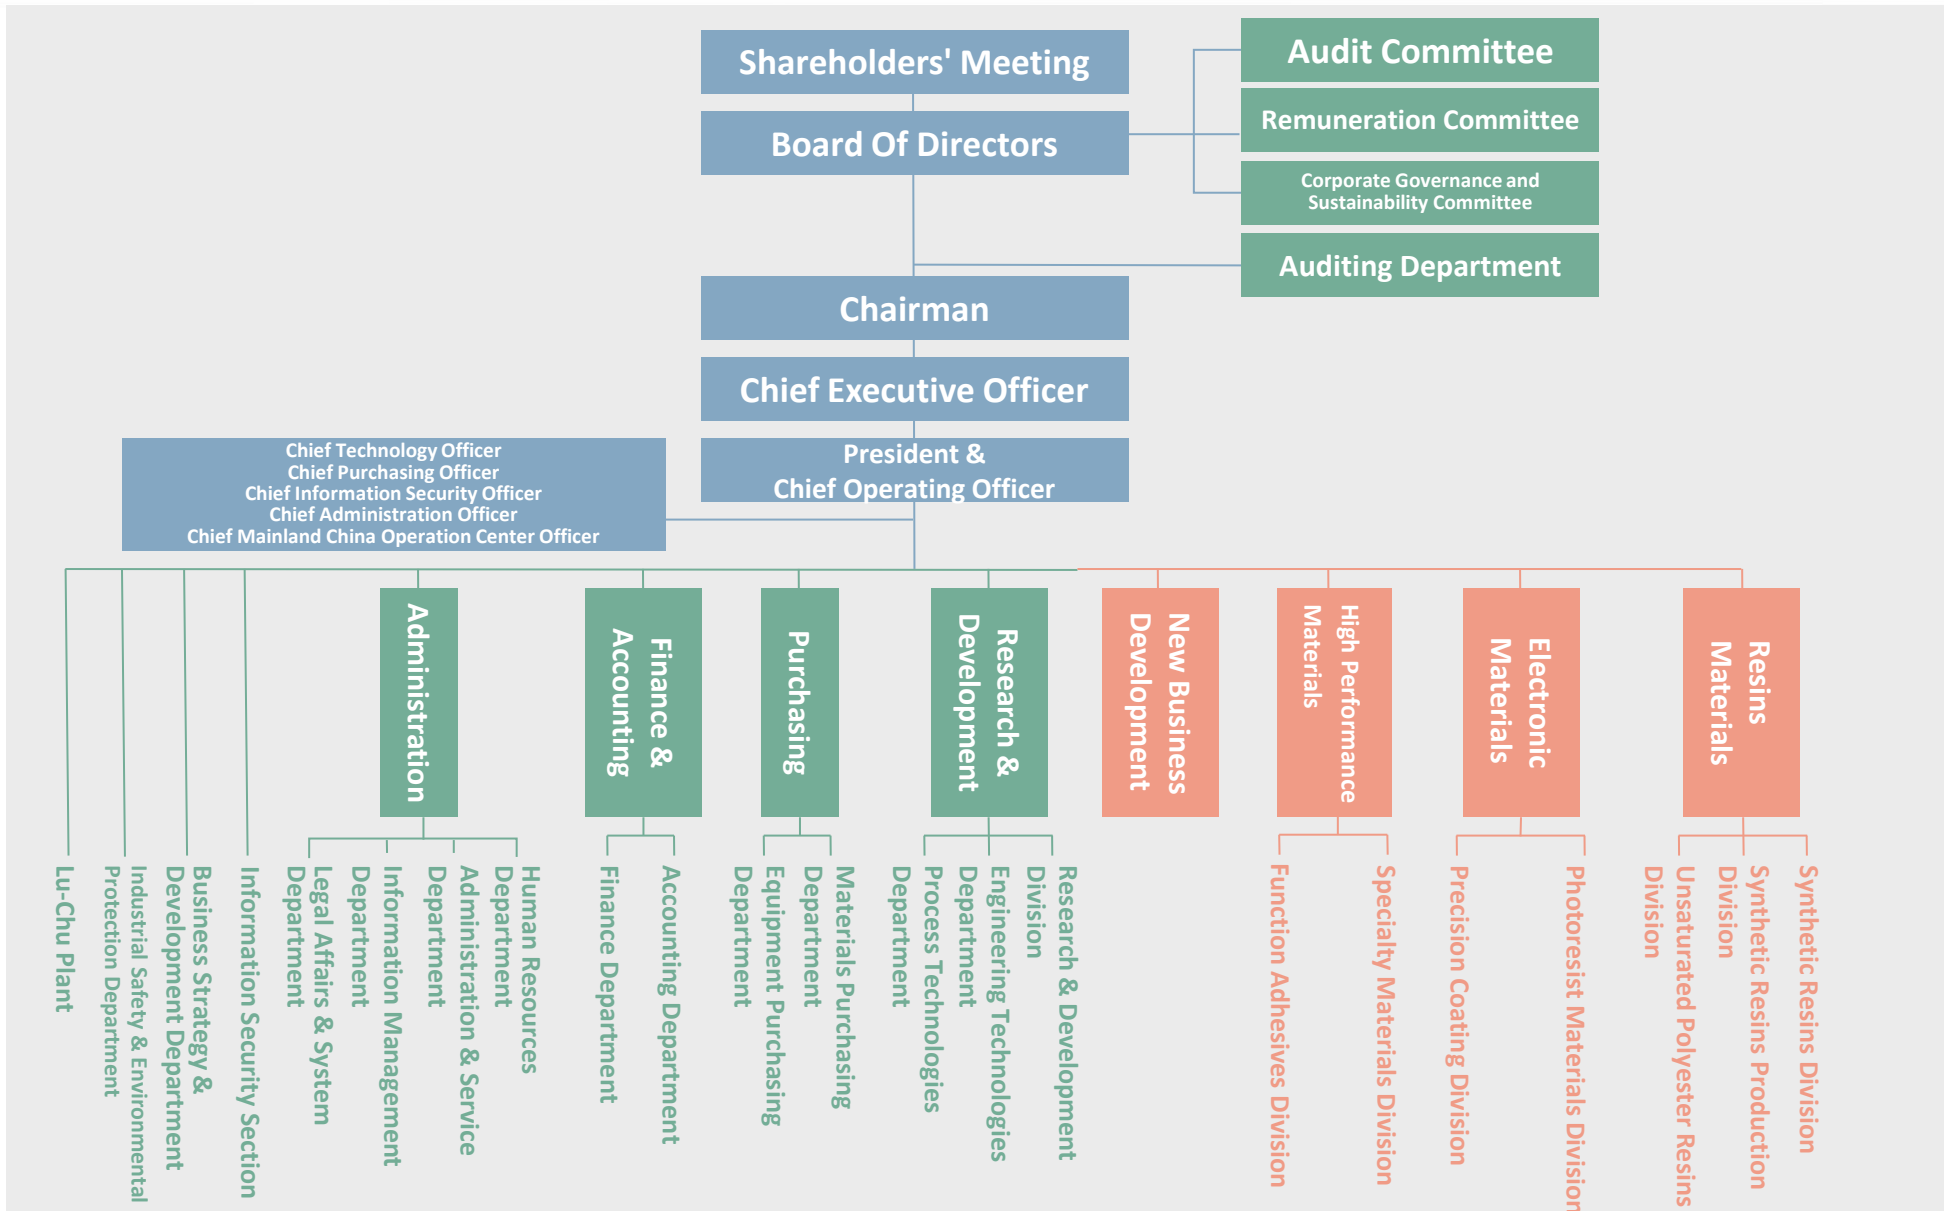 Shareholders' Meeting
Board Of Directors
Audit Committee
Remuneration Committee
Corporate Governance and
Sustainability Committee
Auditing Department
Chairman
Chief Executive Officer
President &
Chief Operating Officer
Chief Technology Officer
Chief Purchasing Officer
Chief Information Security Officer
Chief Administration Officer
Chief Mainland China Operation Center Officer
Administration
Finance &
Accounting
Purchasing
Research &
Development
New Business
Development
High Performance
Materials
Electronic
Materials
Resins
Materials
Lu-Chu Plant
Industrial Safety & Environmental
Protection Department
Business Strategy &
Development Department
Information Security Section
Legal Affairs & System
Department
Information Management
Department
Administration & Service
Department
Human Resources
Department
Finance Department
Accounting Department
Equipment Purchasing
Department
Materials Purchasing
Department
Process Technologies
Department
Engineering Technologies
Department
Research & Development
Division
Function Adhesives Division
Specialty Materials Division
Precision Coating Division
Photoresist Materials Division
Unsaturated Polyester Resins
Division
Synthetic Resins Production
Division
Synthetic Resins Division